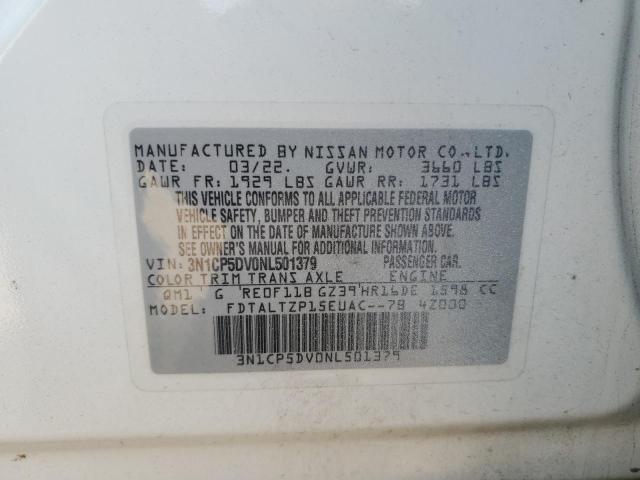 MANUFACTURED BY NISSAN MOTOR CO.,LTD.
DATE: 03/22. GVWR: 3660 LBS
GAWR FR: 1929 LBS GAWR RR: 1731 LBS
THIS VEHICLE CONFORMS TO ALL APPLICABLE FEDERAL MOTOR
VEHICLE SAFETY, BUMPER AND THEFT PREVENTION STANDARDS
IN EFFECT ON THE DATE OF MANUFACTURE SHOWN ABOVE.
SEE OWNER'S MANUAL FOR ADDITIONAL INFORMATION.
VIN: 3N1CP5DV0NL501379 PASSENGER CAR.
COLOR TRIM TRANS AXLE ENGINE
QM1 G RE0F11B GZ39 HR16DE 1598 CC
MODEL: FDTALTZP15EUAC--78 4Z000
3N1CP5DV0NL501379